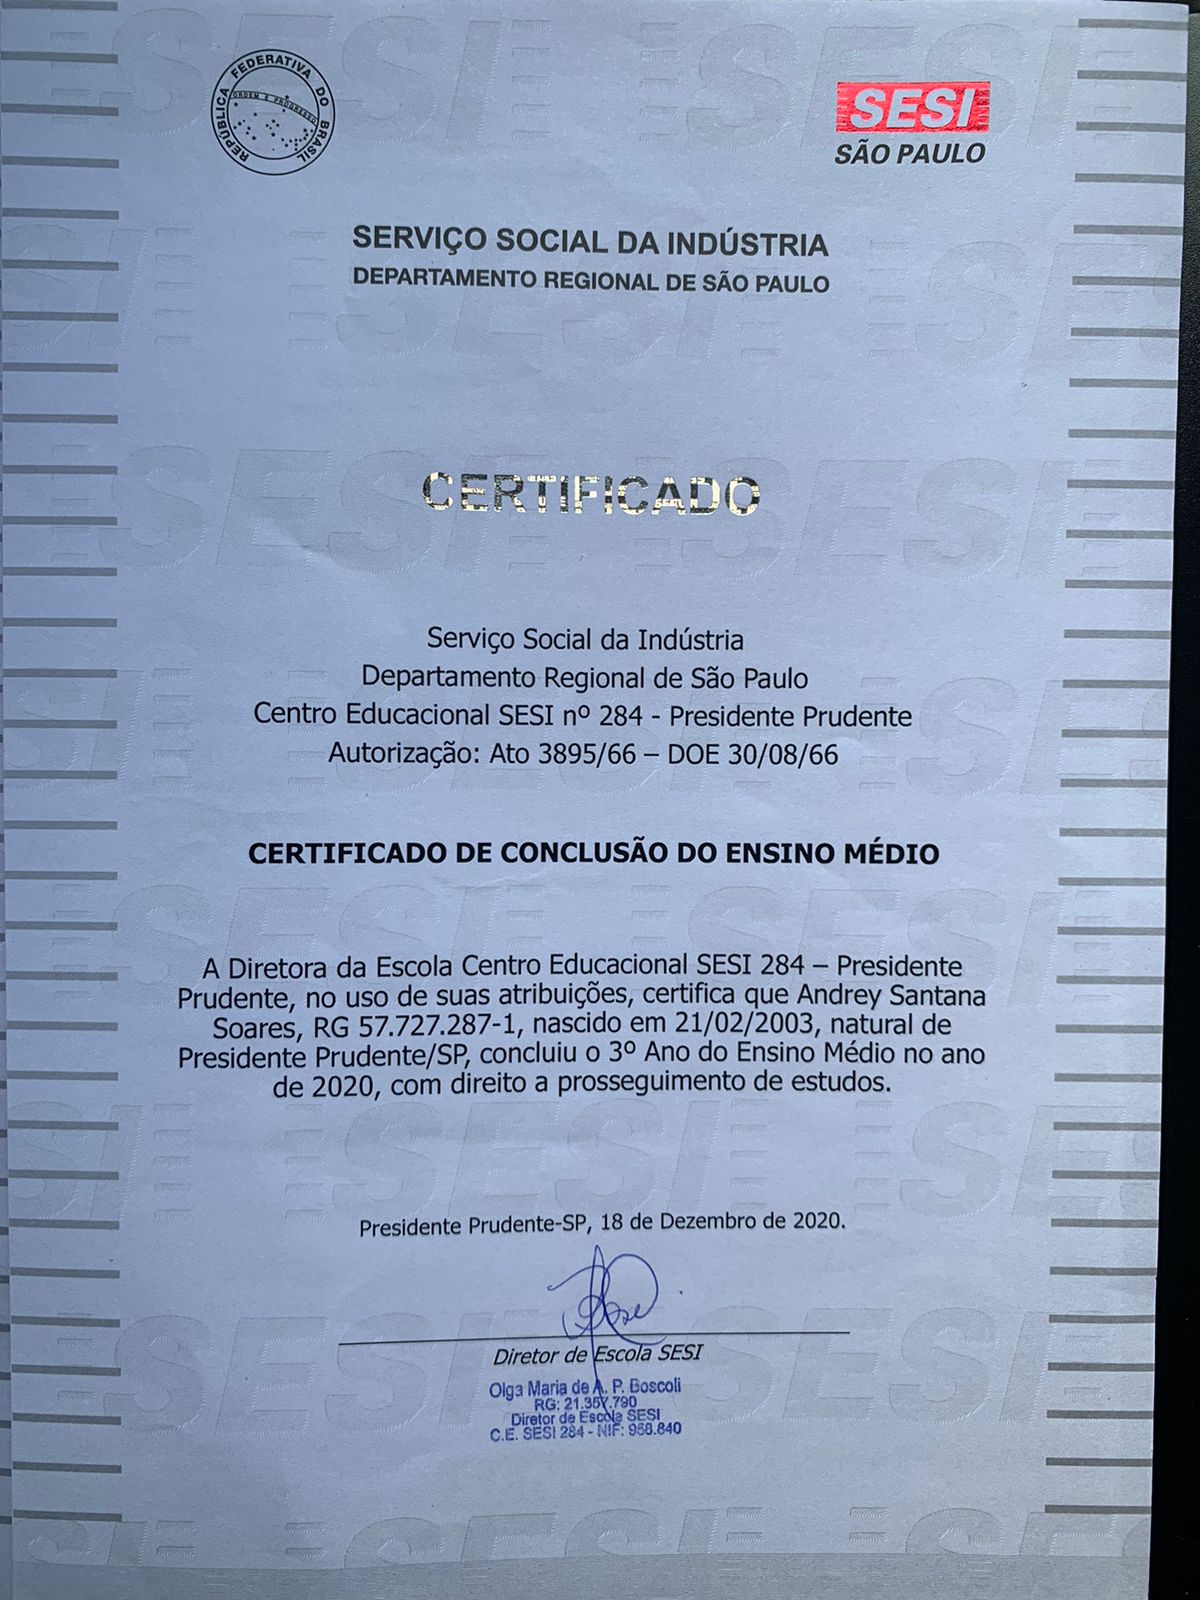 REPÚBLICA FEDERATIVA DO BRASIL
ORDEM E PROGRESSO
SESI
SÃO PAULO
SERVIÇO SOCIAL DA INDÚSTRIA
DEPARTAMENTO REGIONAL DE SÃO PAULO
CERTIFICADO
Serviço Social da Indústria
Departamento Regional de São Paulo
Centro Educacional SESI nº 284 - Presidente Prudente
Autorização: Ato 3895/66 – DOE 30/08/66
CERTIFICADO DE CONCLUSÃO DO ENSINO MÉDIO
A Diretora da Escola Centro Educacional SESI 284 – Presidente
Prudente, no uso de suas atribuições, certifica que Andrey Santana
Soares, RG 57.727.287-1, nascido em 21/02/2003, natural de
Presidente Prudente/SP, concluiu o 3º Ano do Ensino Médio no ano
de 2020, com direito a prosseguimento de estudos.
Presidente Prudente-SP, 18 de Dezembro de 2020.
Diretor de Escola SESI
Olga Maria de A. P. Boscoli
RG: 21.357.790
Diretor de Escola SESI
C.E. SESI 284 - NIF: 958.840